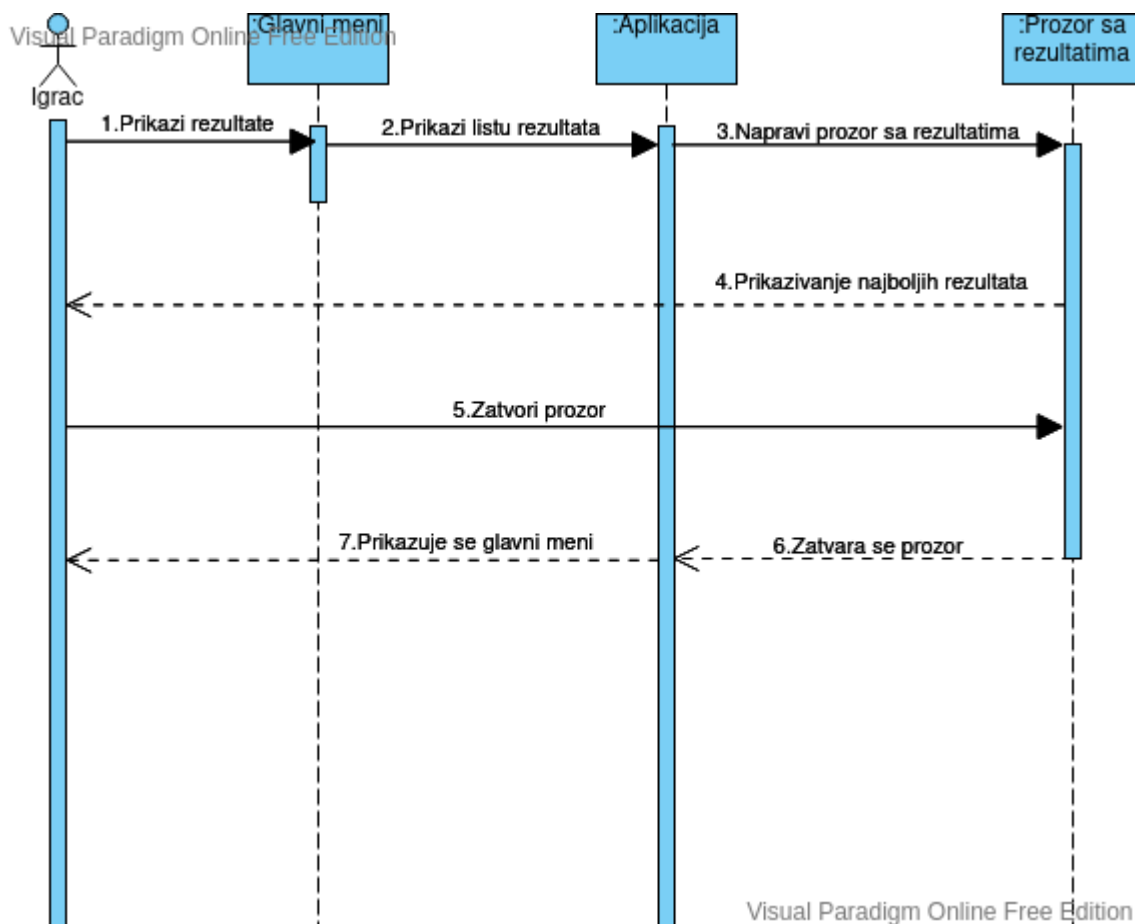 Visual Paradigm Online Free Edition
:Glavni meni
:Aplikacija
:Prozor sa
rezultatima
Igrac
1.Prikazi rezultate
2.Prikazi listu rezultata
3.Napravi prozor sa rezultatima
4.Prikazivanje najboljih rezultata
5.Zatvori prozor
7.Prikazuje se glavni meni
6.Zatvara se prozor
Visual Paradigm Online Free Edition